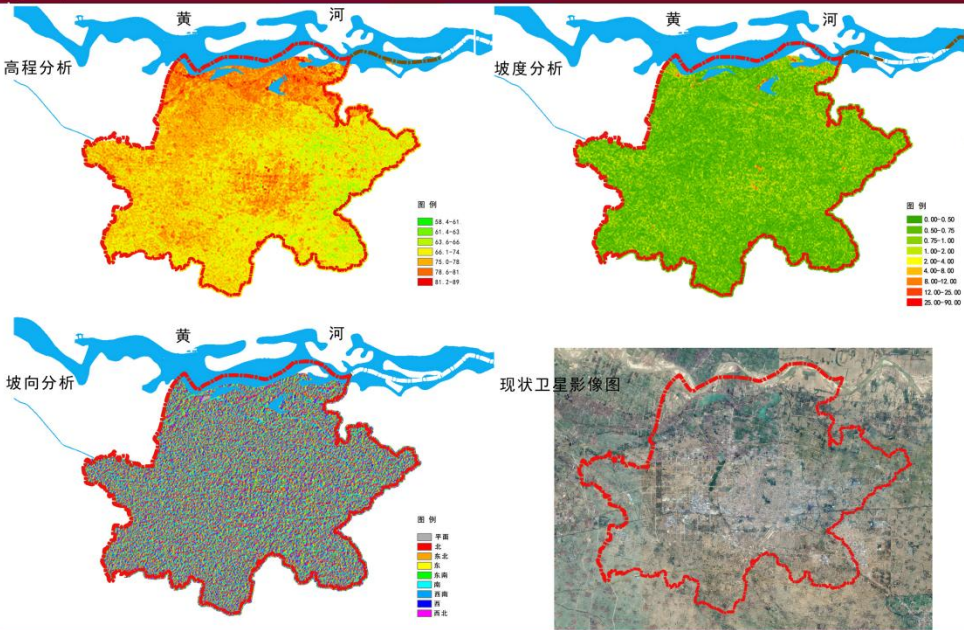 黄 河
高程分析
图 例
58.4-61.
61.4-63
63.6-66
66.1-74
75.0-78
78.6-81
81.2-89
黄 河
坡度分析
图 例
0.00-0.50
0.50-0.75
0.75-1.00
1.00-2.00
2.00-4.00
4.00-8.00
8.00-12.00
12.00-25.00
25.00-90.00
黄 河
坡向分析
图 例
平面
北
东北
东
东南
南
西南
西
西北
现状卫星影像图